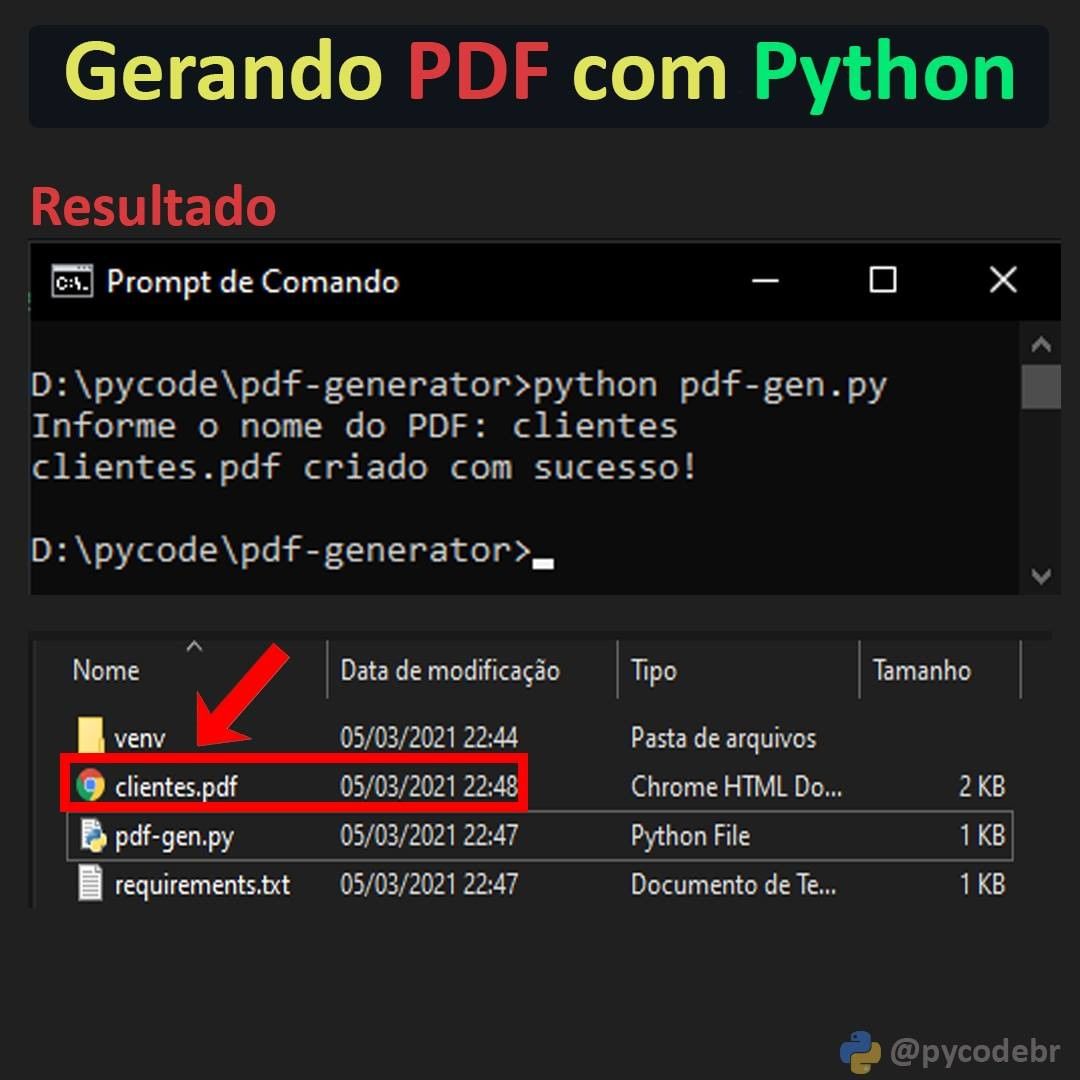 Gerando PDF com Python
Resultado
C:\. Prompt de Comando
D:\pycode\pdf-generator>python pdf-gen.py
Informe o nome do PDF: clientes
clientes.pdf criado com sucesso!
D:\pycode\pdf-generator>
Nome Data de modificação Tipo Tamanho
venv 05/03/2021 22:44 Pasta de arquivos
clientes.pdf 05/03/2021 22:48 Chrome HTML Do... 2 KB
pdf-gen.py 05/03/2021 22:47 Python File 1 KB
requirements.txt 05/03/2021 22:47 Documento de Te... 1 KB
@pycodebr